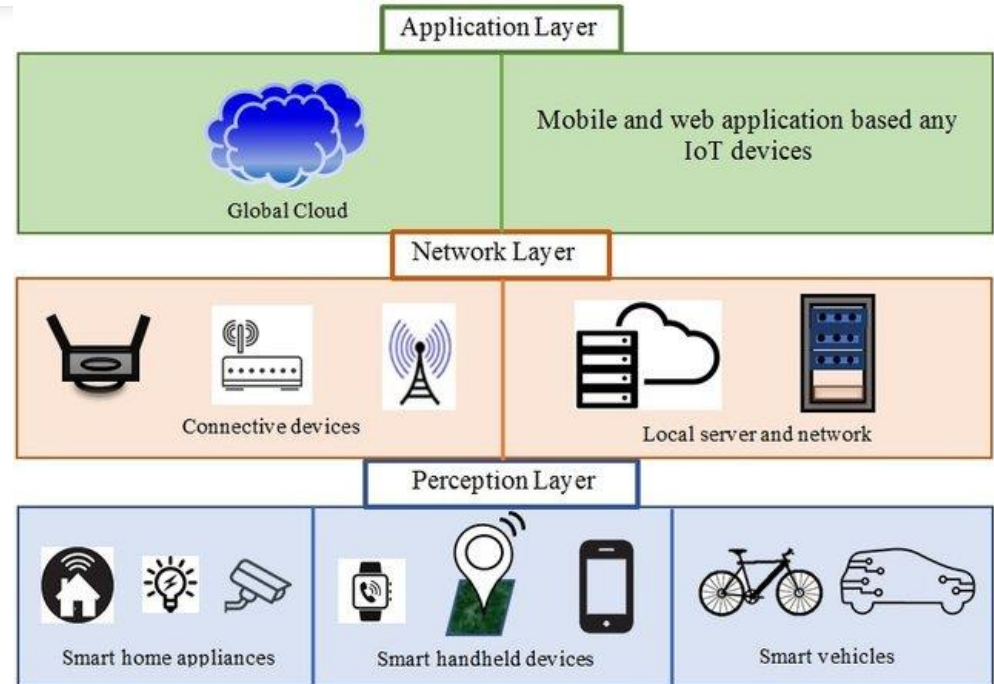 Application Layer
Global Cloud
Mobile and web application based any
IoT devices
Network Layer
Connective devices
Local server and network
Perception Layer
Smart home appliances
Smart handheld devices
Smart vehicles